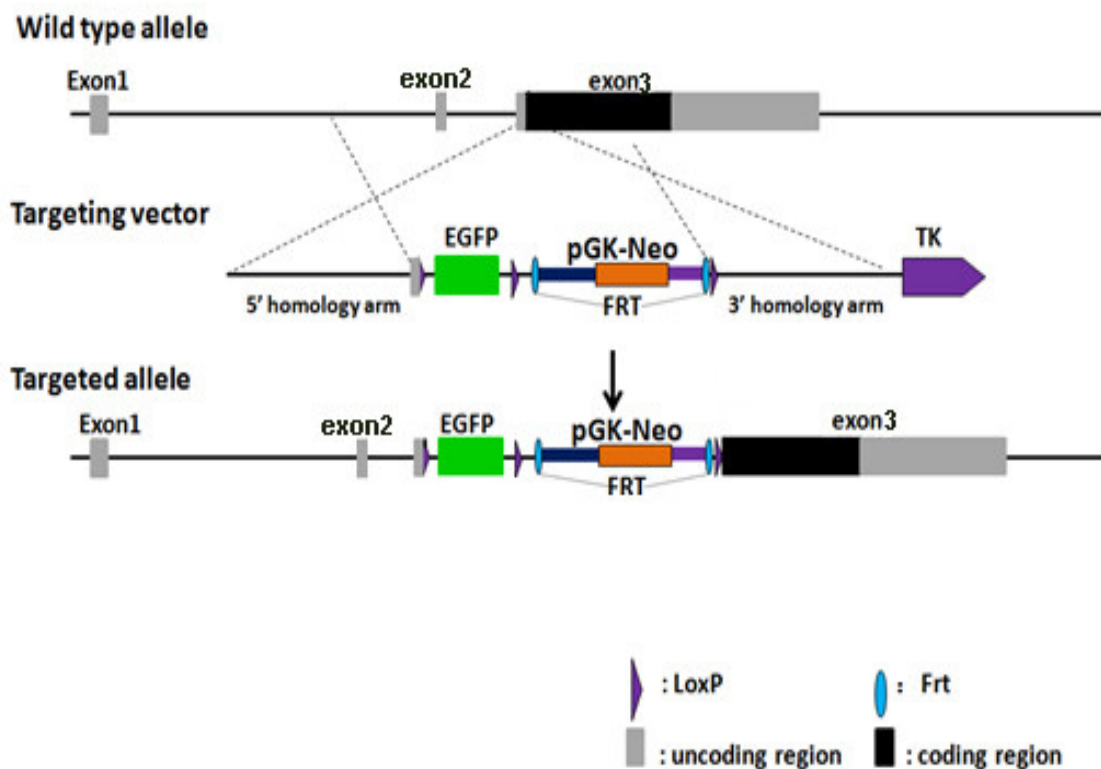 Wild type allele
Exon1 exon2 exon3
Targeting vector
EGFP pGK-Neo TK
5' homology arm FRT 3' homology arm
Targeted allele
Exon1 exon2 EGFP pGK-Neo exon3
FRT
: LoxP : Frt
: uncoding region : coding region